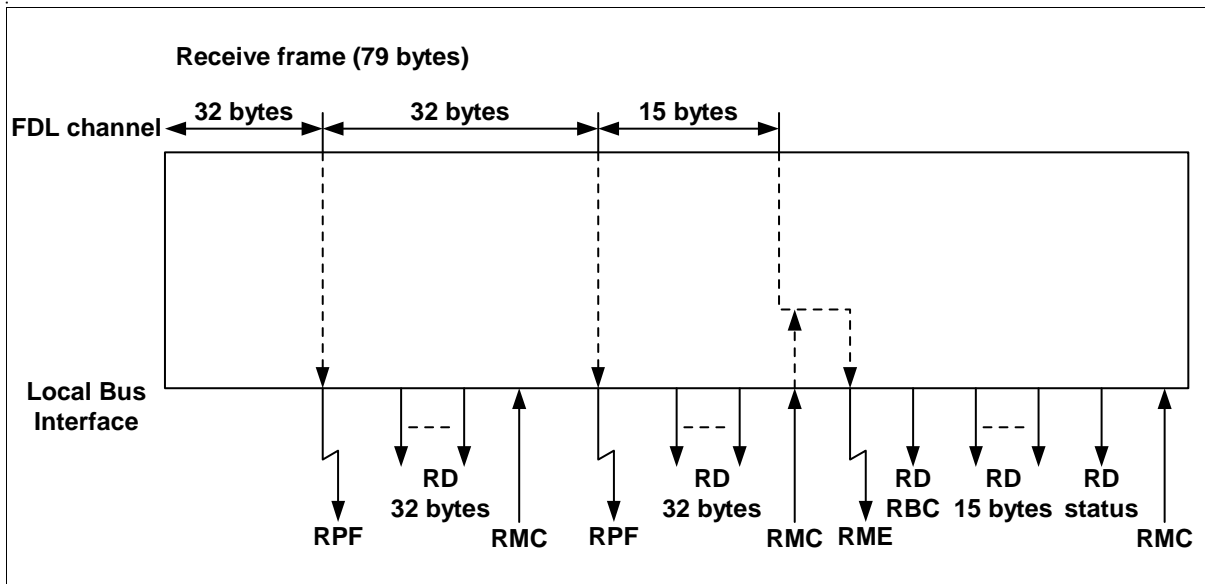 Receive frame (79 bytes)
32 bytes
32 bytes
15 bytes
FDL channel
Local Bus
Interface
RD
32 bytes
RD
32 bytes
RD
RBC
RD
15 bytes
RD
status
RPF
RMC
RPF
RMC
RME
RMC